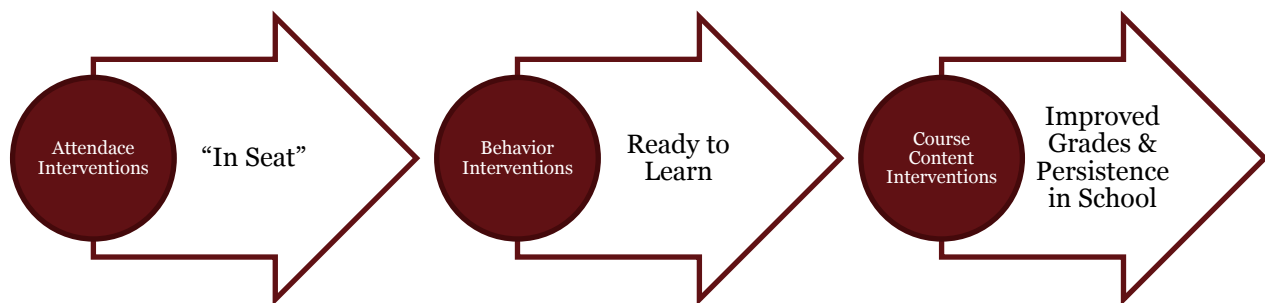 Attendace
Interventions
“In Seat”
Behavior
Interventions
Ready to
Learn
Course
Content
Interventions
Improved
Grades &
Persistence
in School